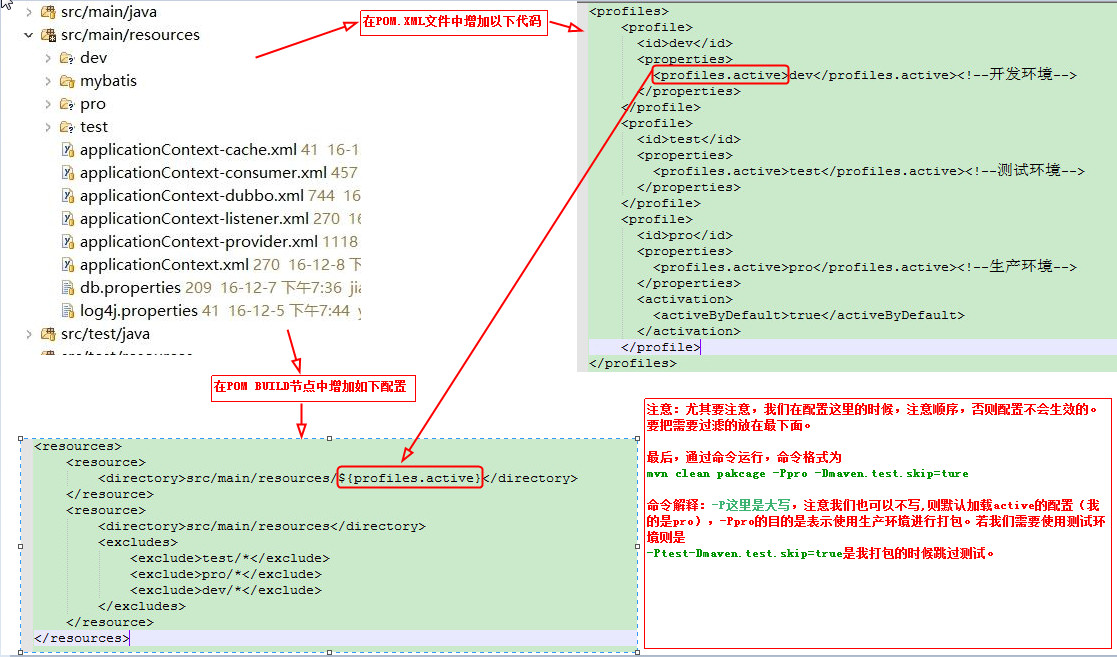 src/main/java
src/main/resources
dev
mybatis
pro
test
applicationContext-cache.xml 41 16-1
applicationContext-consumer.xml 457
applicationContext-dubbo.xml 744 16
applicationContext-listener.xml 270 16
applicationContext-provider.xml 1118
applicationContext.xml 270 16-12-8 下
db.properties 209 16-12-7 下午7:36 jia
log4j.properties 41 16-12-5 下午7:44 y
src/test/java
src/test/resources
在POM.XML文件中增加以下代码
<profiles>
<profile>
<id>dev</id>
<properties>
<profiles.active>dev</profiles.active><!--开发环境-->
</properties>
</profile>
<profile>
<id>test</id>
<properties>
<profiles.active>test</profiles.active><!--测试环境-->
</properties>
</profile>
<profile>
<id>pro</id>
<properties>
<profiles.active>pro</profiles.active><!--生产环境-->
</properties>
<activation>
<activeByDefault>true</activeByDefault>
</activation>
</profile>
</profiles>
在POM BUILD节点中增加如下配置
<resources>
<resource>
<directory>src/main/resources/${profiles.active}</directory>
</resource>
<resource>
<directory>src/main/resources</directory>
<excludes>
<exclude>test/*</exclude>
<exclude>pro/*</exclude>
<exclude>dev/*</exclude>
</excludes>
</resource>
</resources>
注意：尤其要注意，我们在配置这里的时候，注意顺序，否则配置不会生效的。
要把需要过滤的放在最下面。
最后，通过命令运行，命令格式为
mvn clean pakcage -Ppro -Dmaven.test.skip=ture
命令解释：-P这里是大写，注意我们也可以不写,则默认加载active的配置（我
的是pro），-Ppro的目的是表示使用生产环境进行打包。若我们需要使用测试环
境则是
-Ptest-Dmaven.test.skip=true是我打包的时候跳过测试。